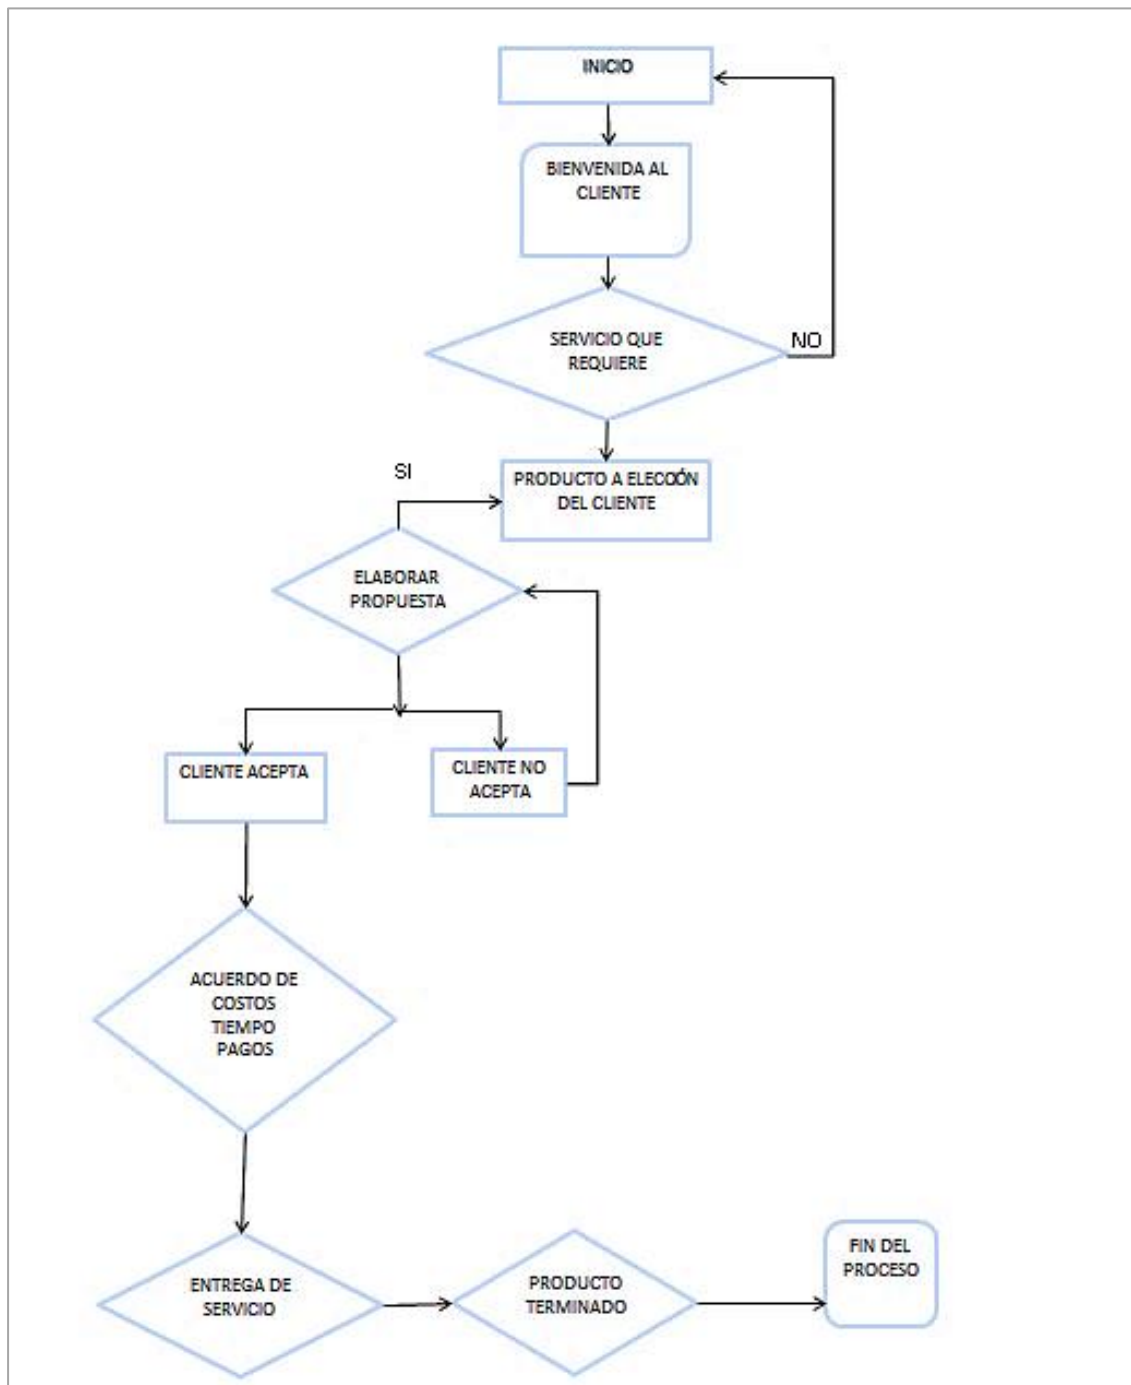 INICIO
BIENVENIDA AL
CLIENTE
SERVICIO QUE
REQUIERE
NO
SI
PRODUCTO A ELECCIÓN
DEL CLIENTE
ELABORAR
PROPUESTA
CLIENTE ACEPTA
CLIENTE NO
ACEPTA
ACUERDO DE
COSTOS
TIEMPO
PAGOS
ENTREGA DE
SERVICIO
PRODUCTO
TERMINADO
FIN DEL
PROCESO